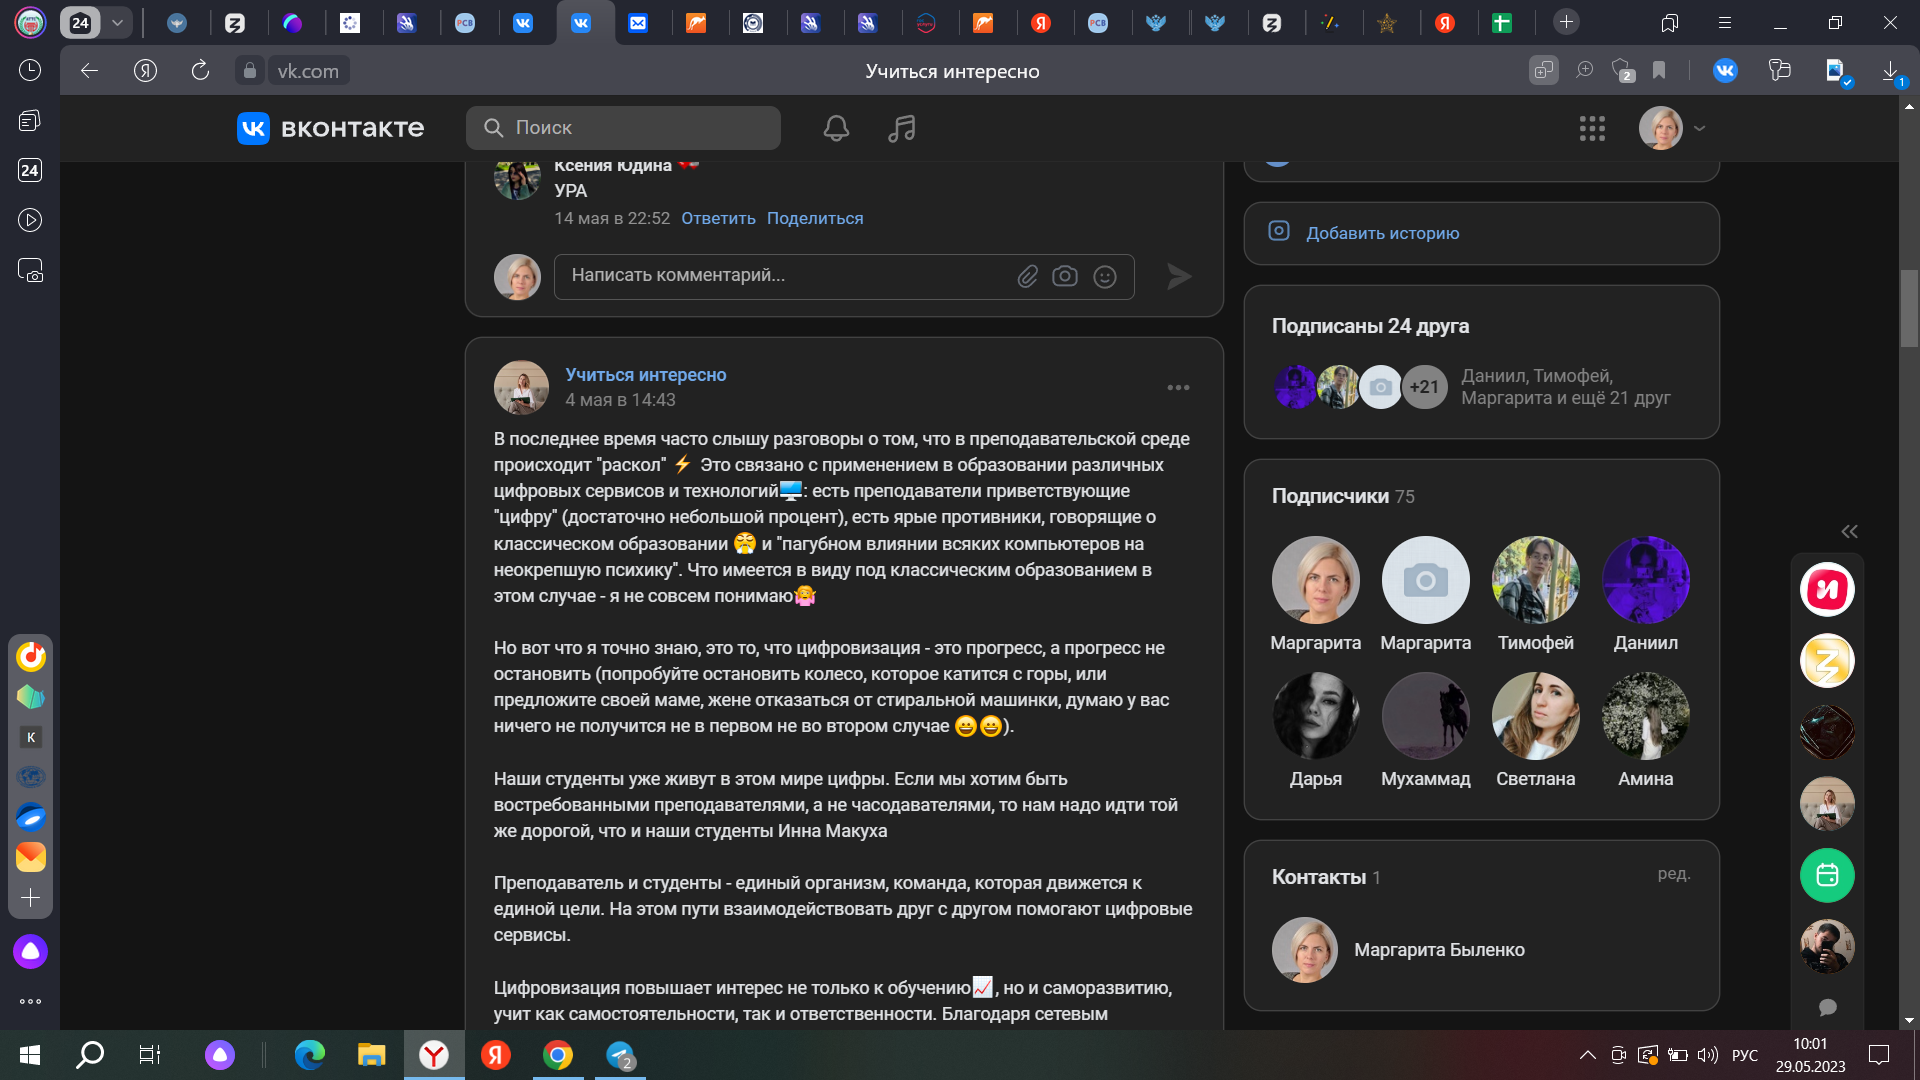 24
РСВ
РСВ
vk.com
Учиться интересно
2
1
24
вконтакте
Поиск
Ксения Юдина
УРА
14 мая в 22:52 Ответить Поделиться
Написать комментарий...
Учиться интересно
4 мая в 14:43
В последнее время часто слышу разговоры о том, что в преподавательской среде
происходит "раскол" ⚡ Это связано с применением в образовании различных
цифровых сервисов и технологий🖥: есть преподаватели приветствующие
"цифру" (достаточно небольшой процент), есть ярые противники, говорящие о
классическом образовании 😤 и "пагубном влиянии всяких компьютеров на
неокрепшую психику". Что имеется в виду под классическим образованием в
этом случае - я не совсем понимаю🤷‍♀️
Но вот что я точно знаю, это то, что цифровизация - это прогресс, а прогресс не
остановить (попробуйте остановить колесо, которое катится с горы, или
предложите своей маме, жене отказаться от стиральной машинки, думаю у вас
ничего не получится не в первом не во втором случае 😀😀).
Наши студенты уже живут в этом мире цифры. Если мы хотим быть
востребованными преподавателями, а не часодавателями, то нам надо идти той
же дорогой, что и наши студенты Инна Макуха
Преподаватель и студенты - единый организм, команда, которая движется к
единой цели. На этом пути взаимодействовать друг с другом помогают цифровые
сервисы.
Цифровизация повышает интерес не только к обучению📈, но и саморазвитию,
учит как самостоятельности, так и ответственности. Благодаря сетевым
Добавить историю
Подписаны 24 друга
+21
Даниил, Тимофей,
Маргарита и ещё 21 друг
Подписчики 75
Маргарита Маргарита Тимофей Даниил
Дарья Мухаммад Светлана Амина
Контакты 1
ред.
Маргарита Быленко
К
2
РУС
10:01
29.05.2023